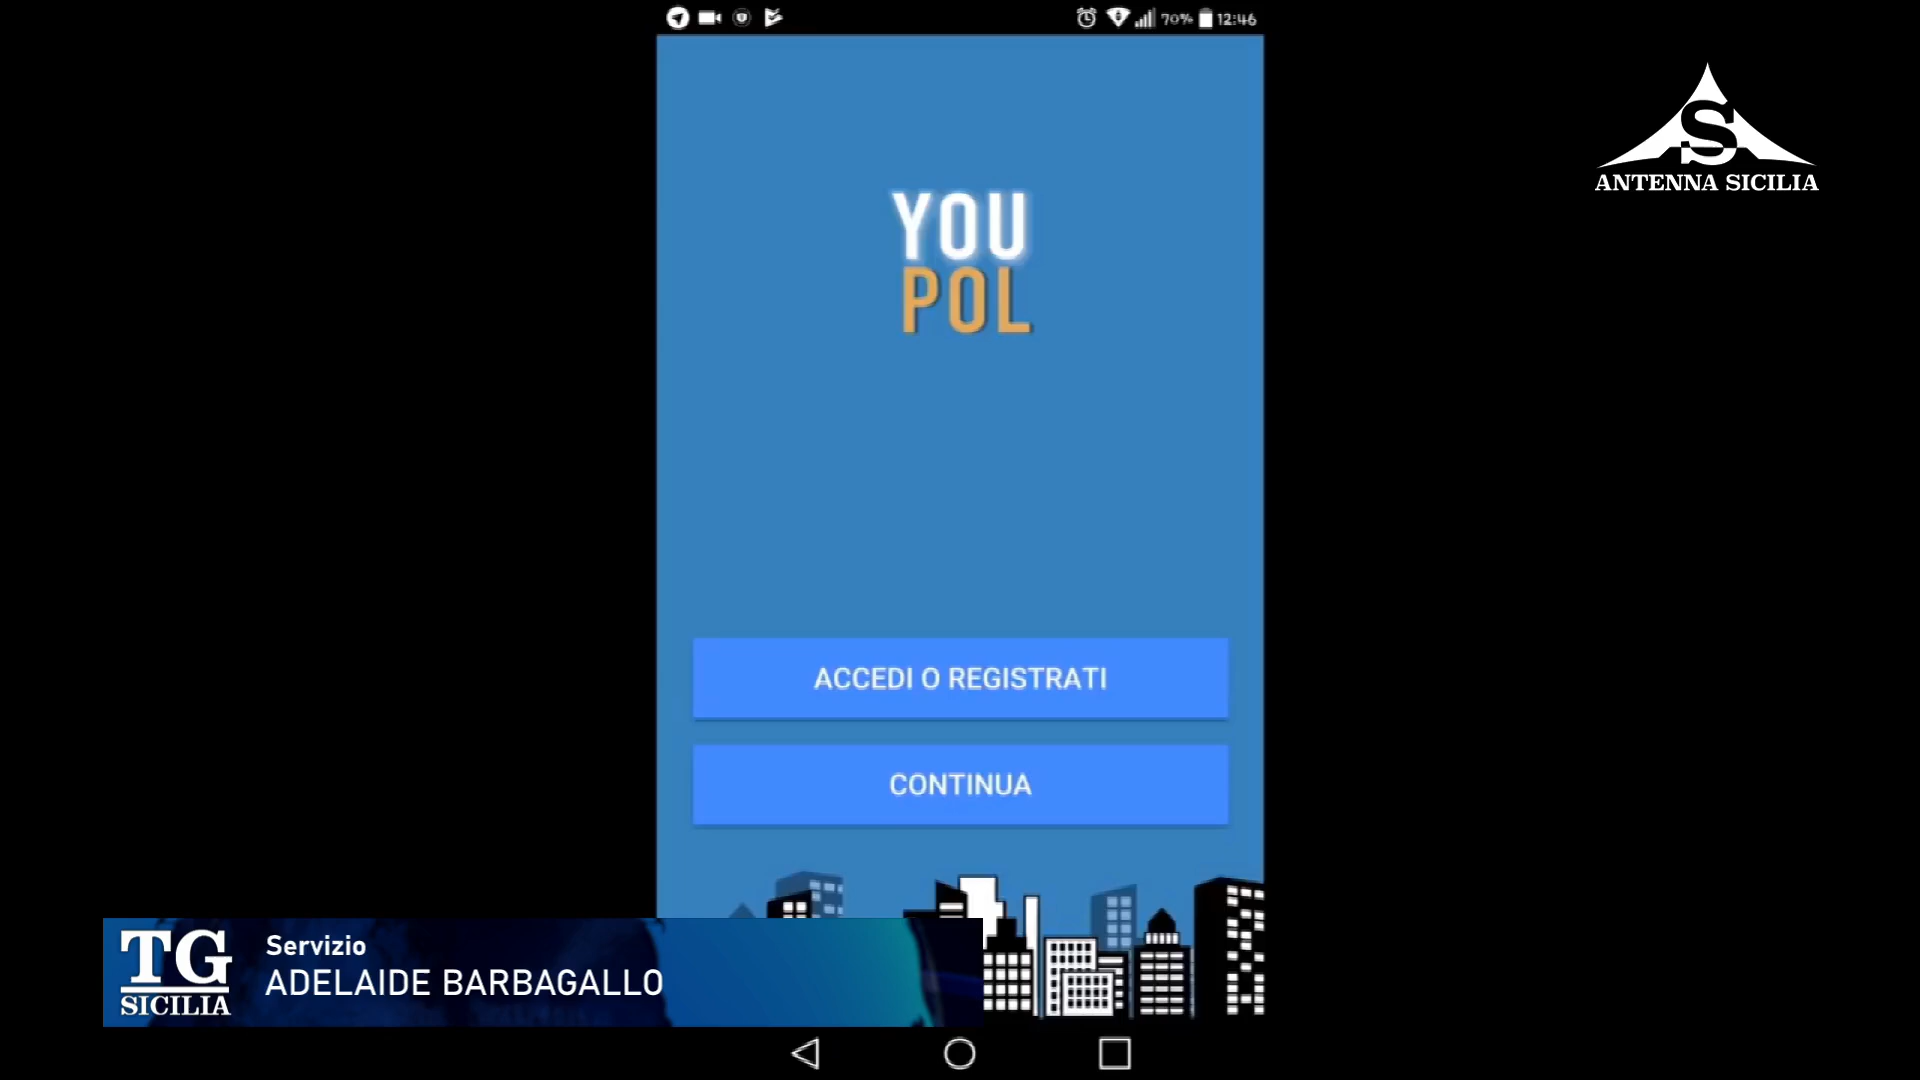 70% 12:46
S
ANTENNA SICILIA
YOU
POL
ACCEDI O REGISTRATI
CONTINUA
TG
SICILIA
Servizio
ADELAIDE BARBAGALLO